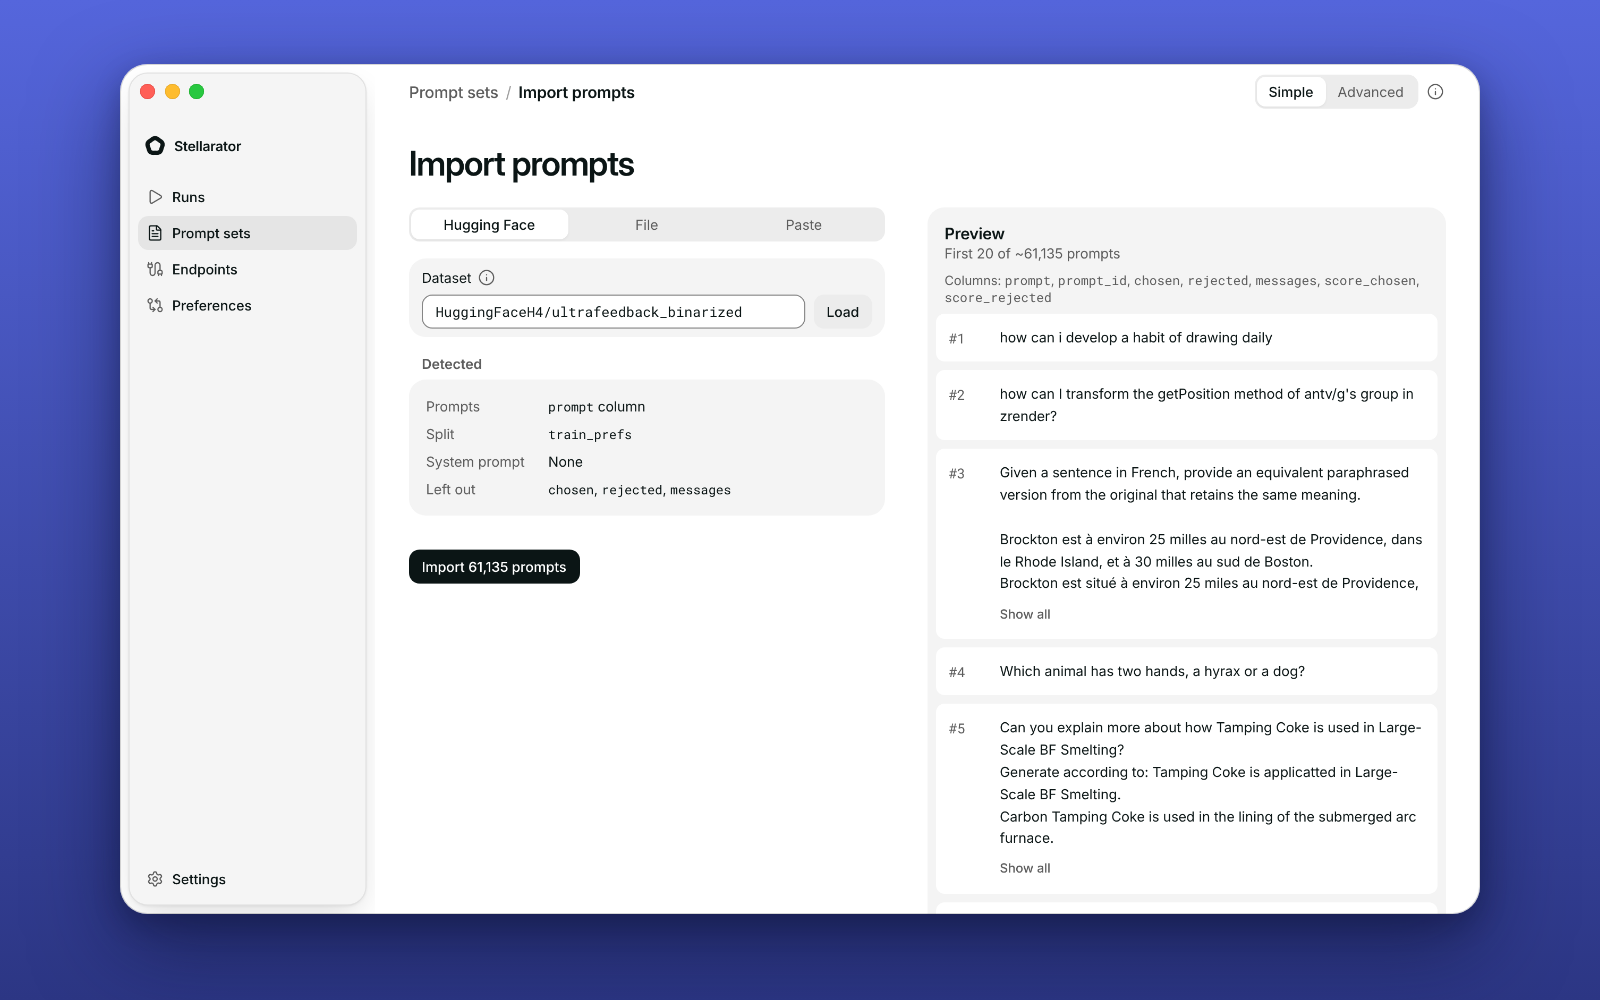 Stellarator
Runs
Prompt sets
Endpoints
Preferences
Settings
Prompt sets / Import prompts
Simple
Advanced
Import prompts
Hugging Face
File
Paste
Dataset
HuggingFaceH4/ultrafeedback_binarized
Load
Detected
Prompts prompt column
Split train_prefs
System prompt None
Left out chosen, rejected, messages
Import 61,135 prompts
Preview
First 20 of ~61,135 prompts
Columns: prompt, prompt_id, chosen, rejected, messages, score_chosen,
score_rejected
#1 how can i develop a habit of drawing daily
#2 how can I transform the getPosition method of antv/g's group in
zrender?
#3 Given a sentence in French, provide an equivalent paraphrased
version from the original that retains the same meaning.
Brockton est à environ 25 milles au nord-est de Providence, dans
le Rhode Island, et à 30 milles au sud de Boston.
Brockton est situé à environ 25 miles au nord-est de Providence,
Show all
#4 Which animal has two hands, a hyrax or a dog?
#5 Can you explain more about how Tamping Coke is used in Large-
Scale BF Smelting?
Generate according to: Tamping Coke is applicatted in Large-
Scale BF Smelting.
Carbon Tamping Coke is used in the lining of the submerged arc
furnace.
Show all